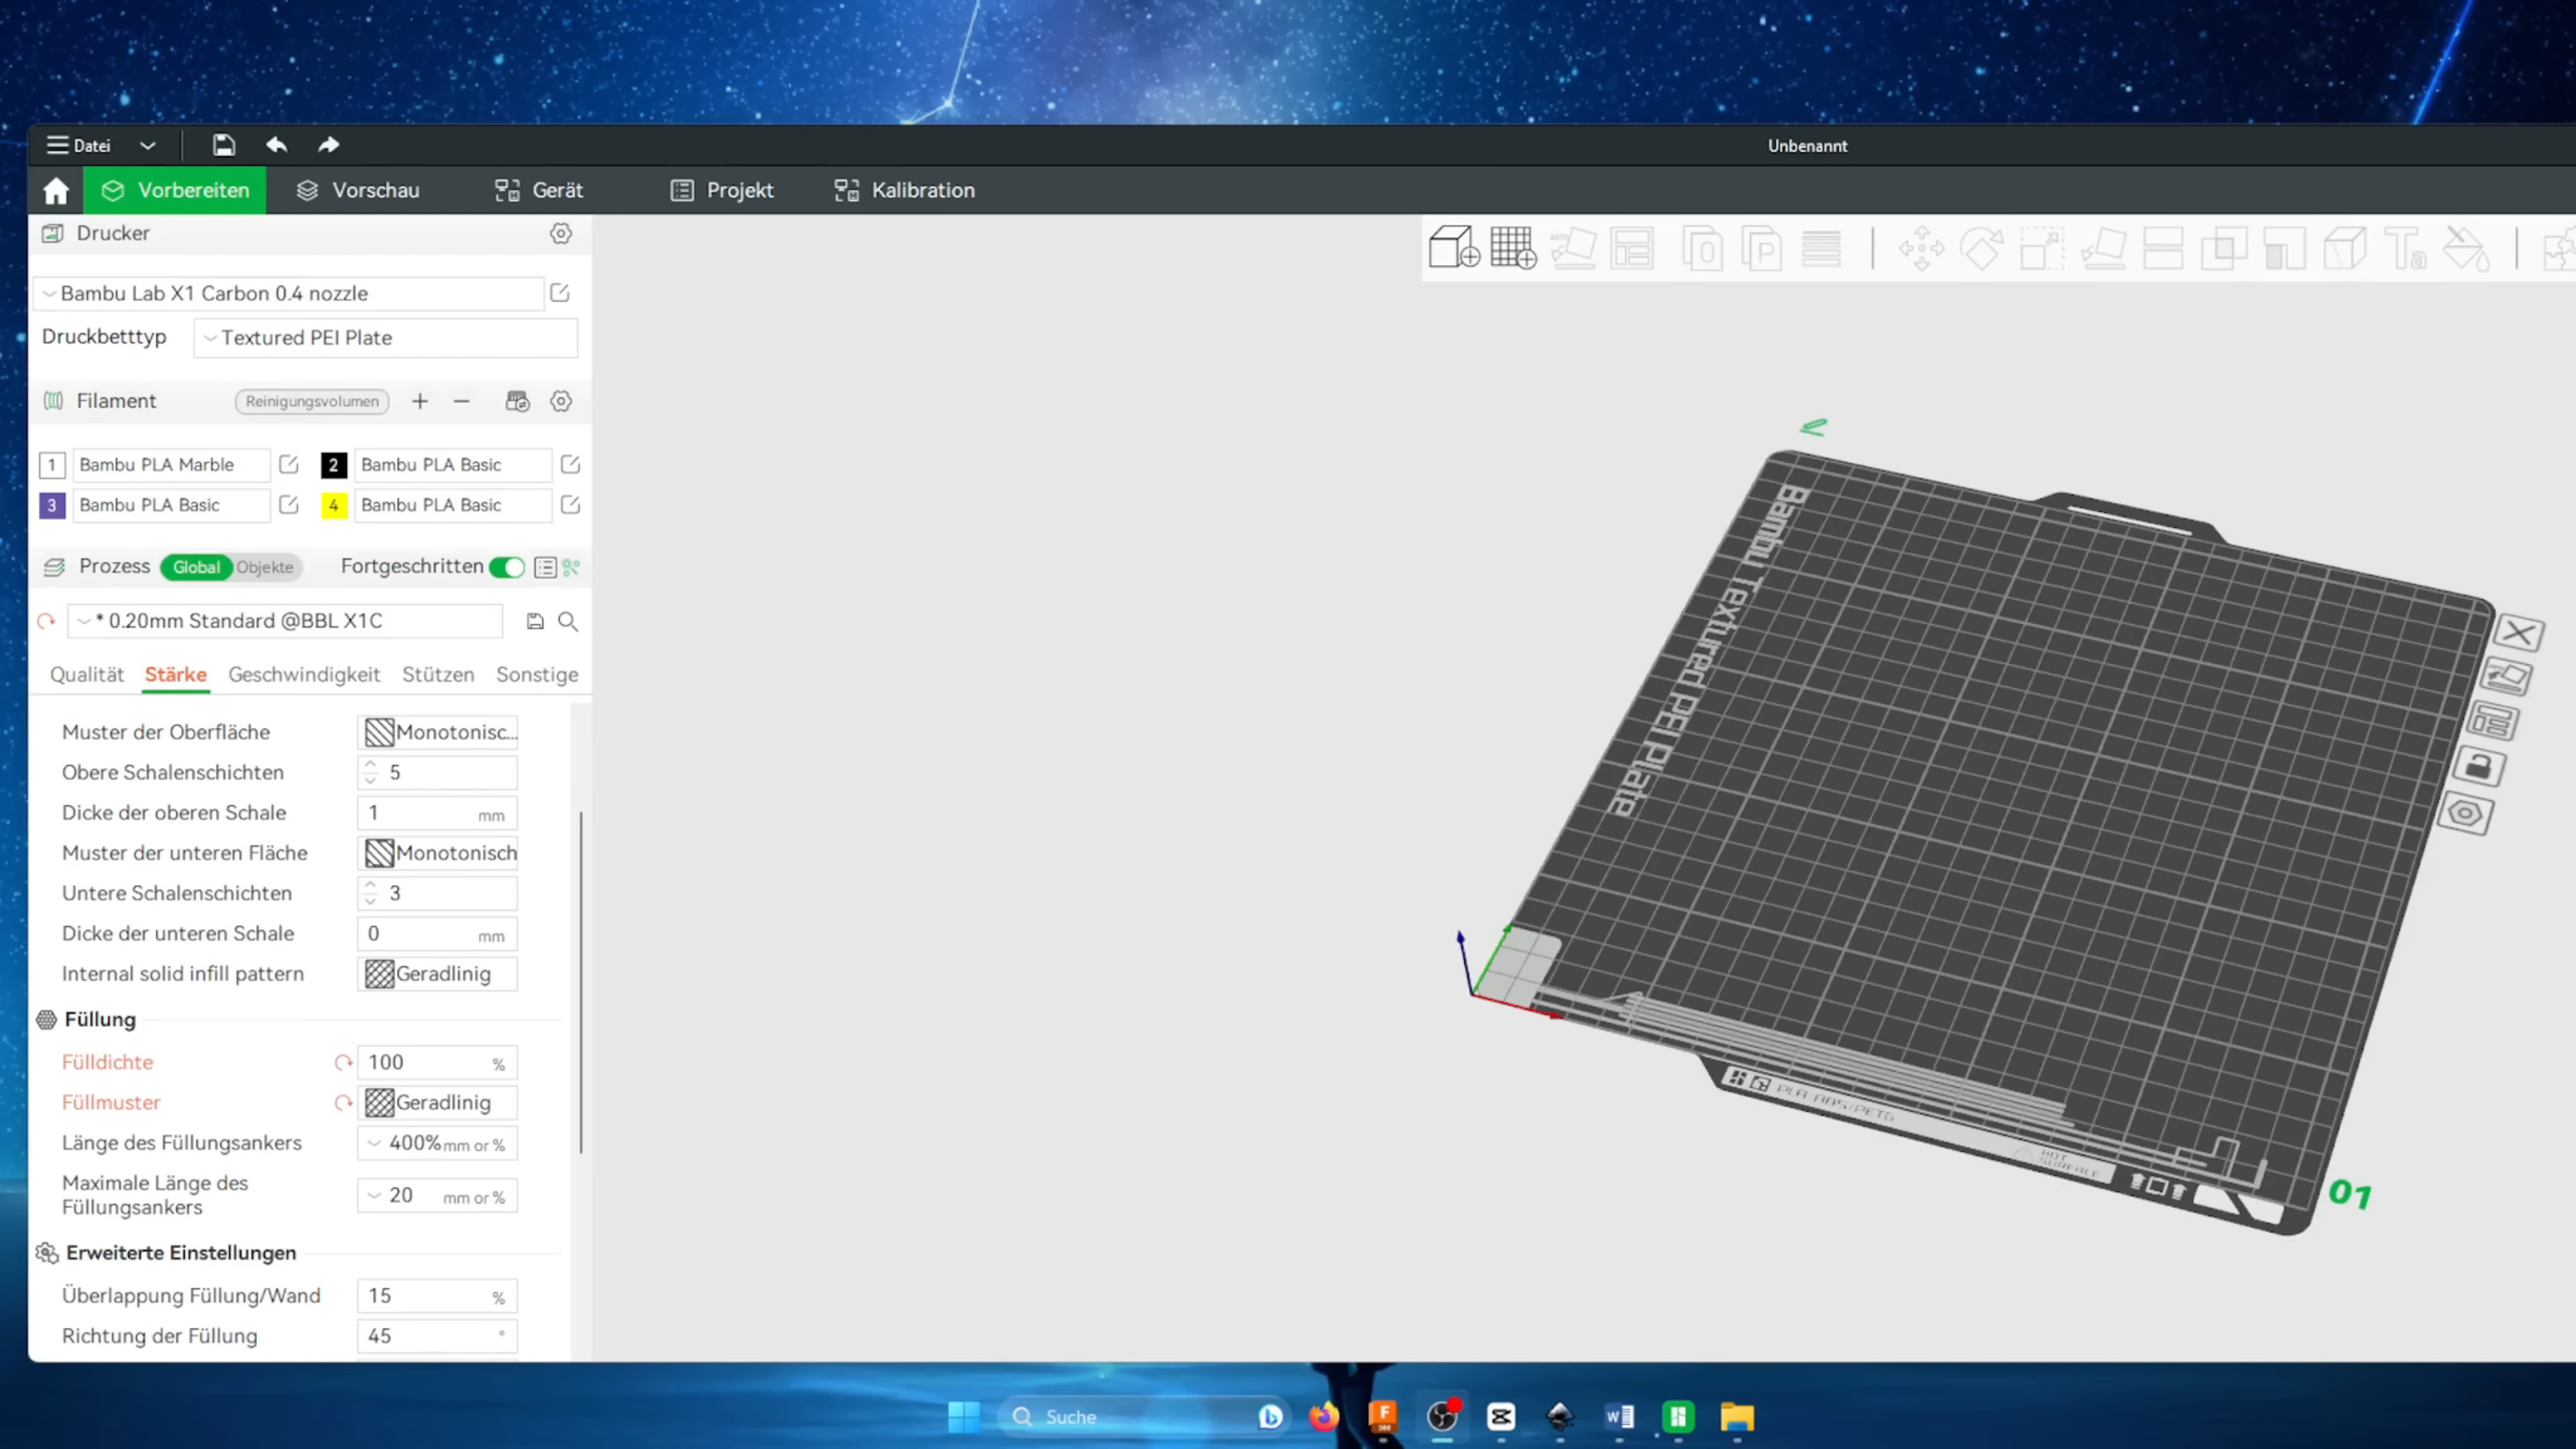 Datei
Unbenannt
Vorbereiten
Vorschau
Gerät
Projekt
Kalibration
Drucker
Bambu Lab X1 Carbon 0.4 nozzle
Druckbetttyp
Textured PEI Plate
Filament
Reinigungsvolumen
1 Bambu PLA Marble
2 Bambu PLA Basic
3 Bambu PLA Basic
4 Bambu PLA Basic
Prozess Global Objekte Fortgeschritten
* 0.20mm Standard @BBL X1C
Qualität Stärke Geschwindigkeit Stützen Sonstige
Muster der Oberfläche Monotonisc...
Obere Schalenschichten 5
Dicke der oberen Schale 1 mm
Muster der unteren Fläche Monotonisch
Untere Schalenschichten 3
Dicke der unteren Schale 0 mm
Internal solid infill pattern Geradlinig
Füllung
Fülldichte 100 %
Füllmuster Geradlinig
Länge des Füllungsankers 400% mm or %
Maximale Länge des
Füllungsankers 20 mm or %
Erweiterte Einstellungen
Überlappung Füllung/Wand 15 %
Richtung der Füllung 45 °
Bambu Textured PEI Plate
PLA ABS/PETG
HOT
SURFACE
01
Suche